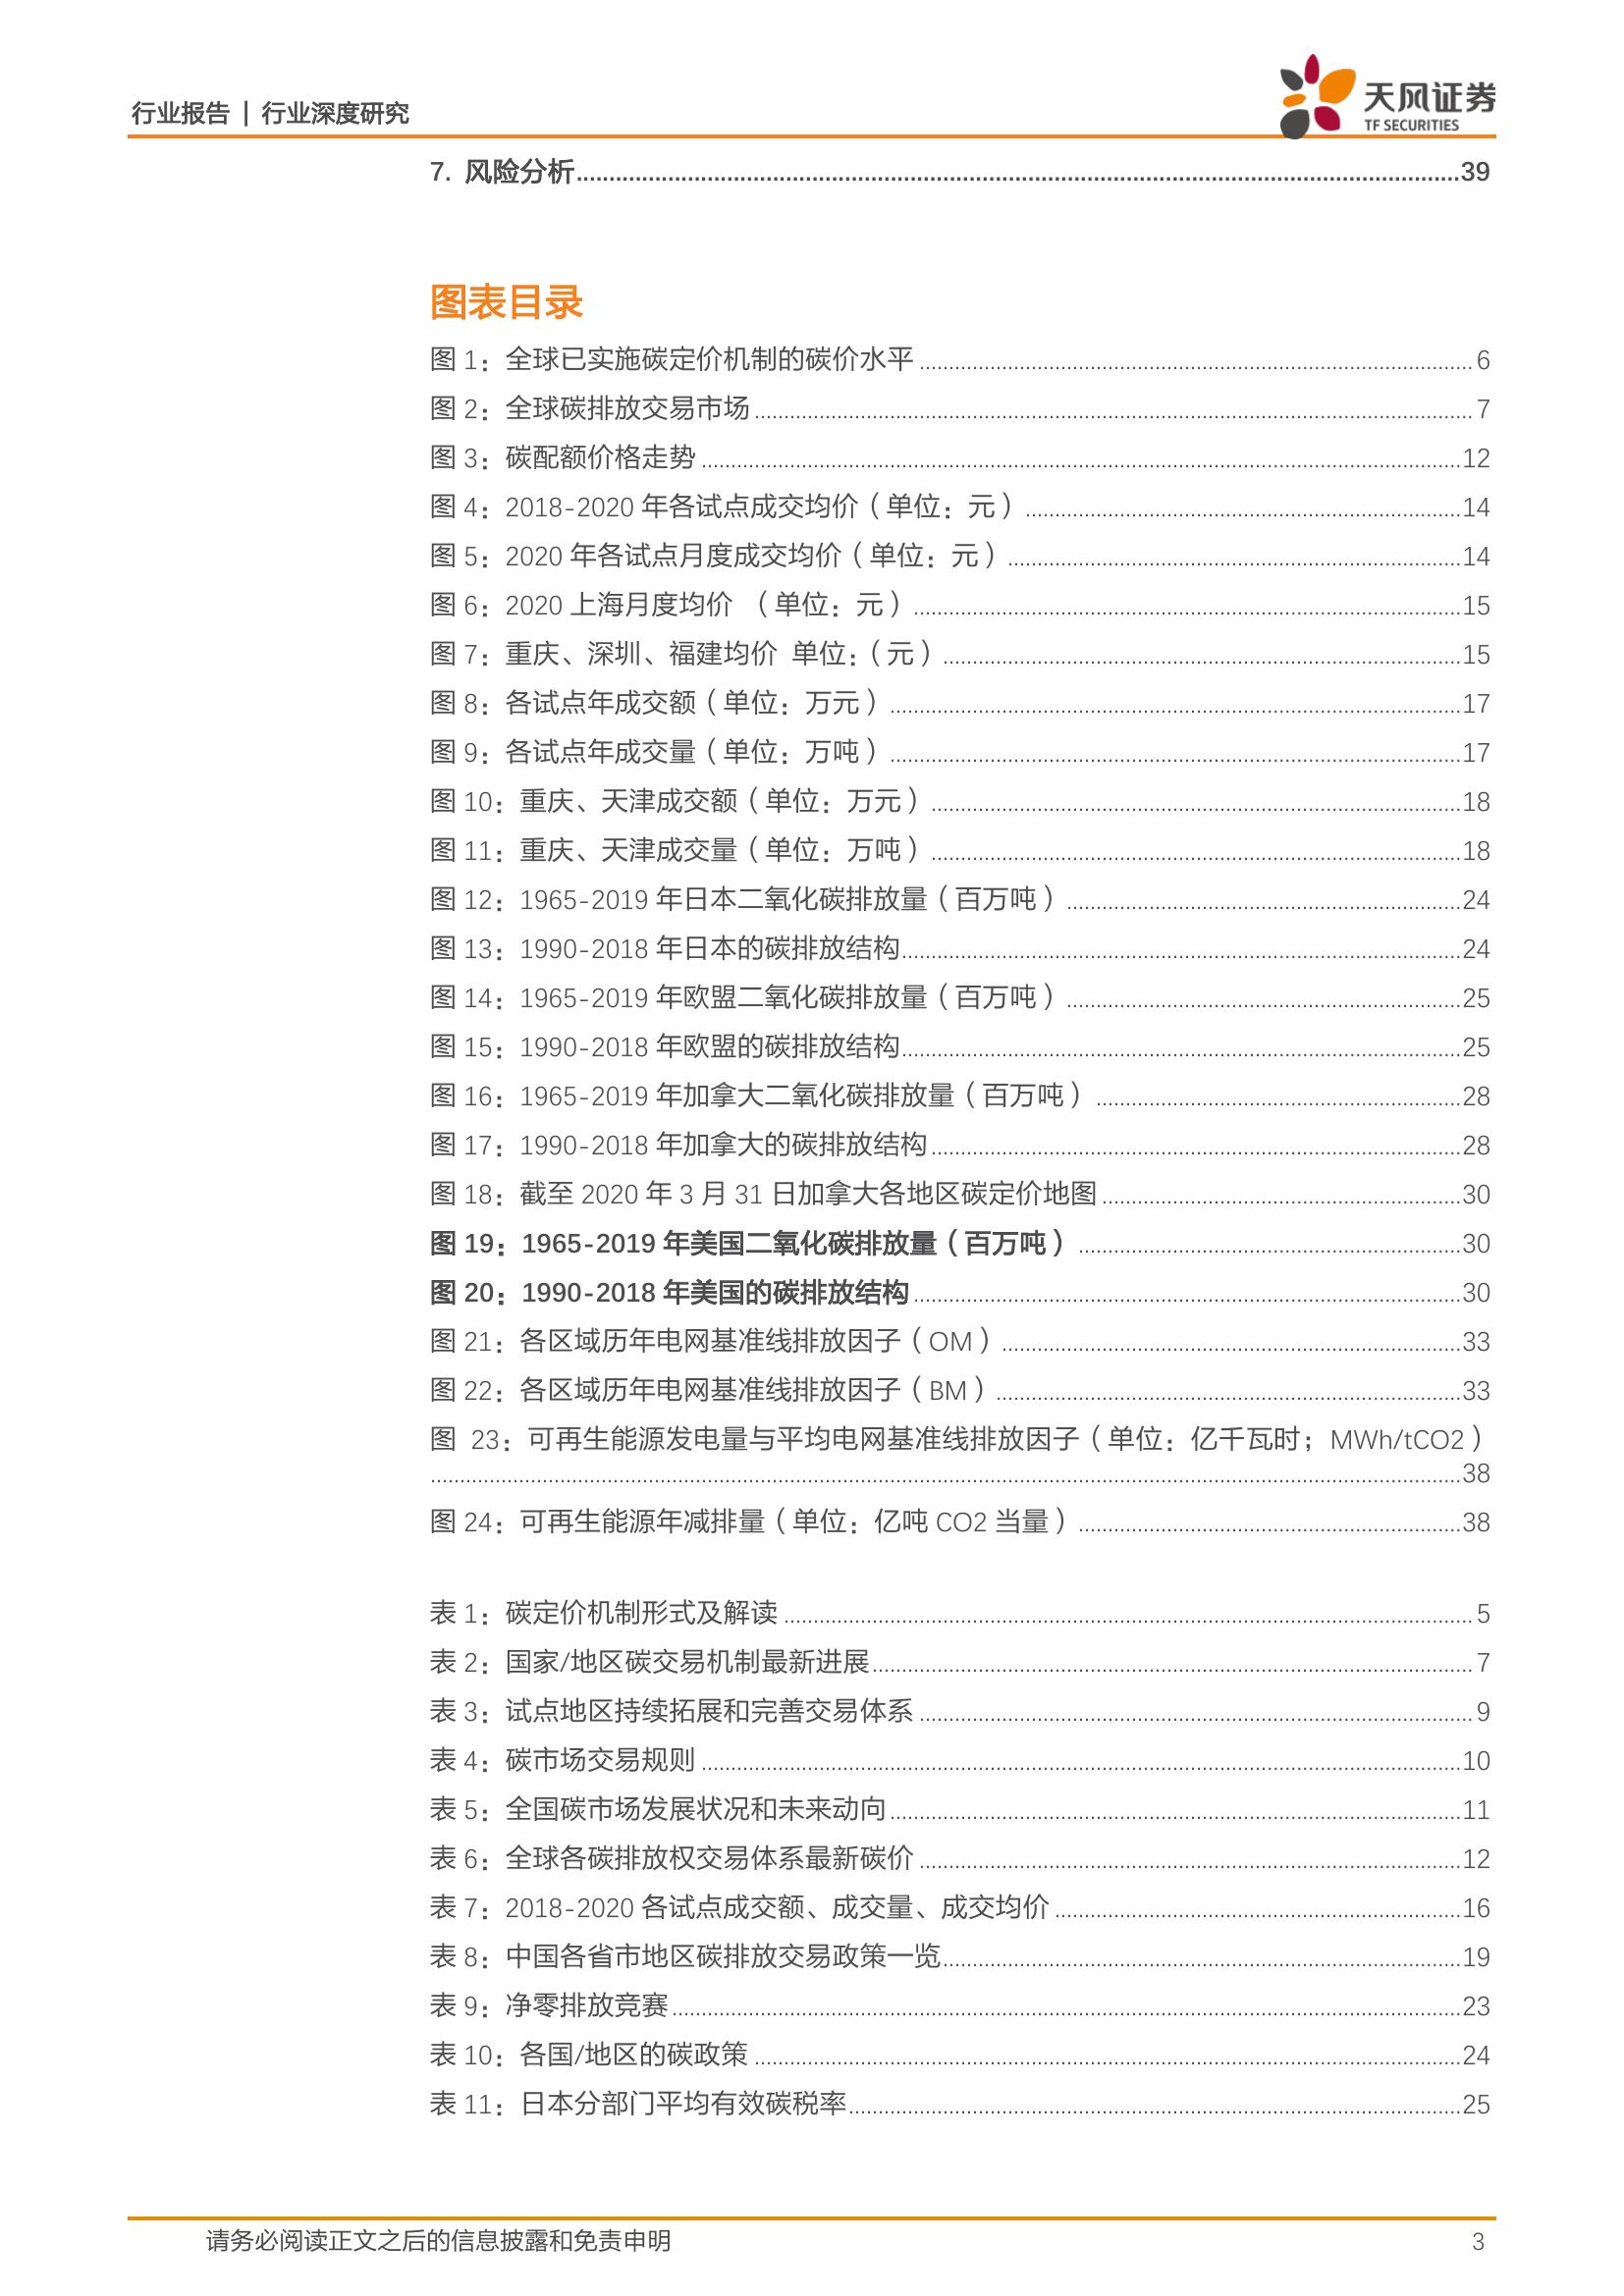 行业报告 | 行业深度研究
天风证券
TF SECURITIES
7. 风险分析........39
图表目录
图 1：全球已实施碳定价机制的碳价水平........6
图 2：全球碳排放交易市场........7
图 3：碳配额价格走势........12
图 4：2018-2020 年各试点成交均价（单位：元）........14
图 5：2020 年各试点月度成交均价（单位：元）........14
图 6：2020 上海月度均价 （单位：元）........15
图 7：重庆、深圳、福建均价 单位：（元）........15
图 8：各试点年成交额（单位：万元）........17
图 9：各试点年成交量（单位：万吨）........17
图 10：重庆、天津成交额（单位：万元）........18
图 11：重庆、天津成交量（单位：万吨）........18
图 12：1965-2019 年日本二氧化碳排放量（百万吨）........24
图 13：1990-2018 年日本的碳排放结构........24
图 14：1965-2019 年欧盟二氧化碳排放量（百万吨）........25
图 15：1990-2018 年欧盟的碳排放结构........25
图 16：1965-2019 年加拿大二氧化碳排放量（百万吨）........28
图 17：1990-2018 年加拿大的碳排放结构........28
图 18：截至 2020 年 3 月 31 日加拿大各地区碳定价地图........30
图 19：1965-2019 年美国二氧化碳排放量（百万吨）........30
图 20：1990-2018 年美国的碳排放结构........30
图 21：各区域历年电网基准线排放因子（OM）........33
图 22：各区域历年电网基准线排放因子（BM）........33
图 23：可再生能源发电量与平均电网基准线排放因子（单位：亿千瓦时；MWh/tCO2）
........38
图 24：可再生能源年减排量（单位：亿吨 CO2 当量）........38
表 1：碳定价机制形式及解读........5
表 2：国家/地区碳交易机制最新进展........7
表 3：试点地区持续拓展和完善交易体系........9
表 4：碳市场交易规则........10
表 5：全国碳市场发展状况和未来动向........11
表 6：全球各碳排放权交易体系最新碳价........12
表 7：2018-2020 各试点成交额、成交量、成交均价........16
表 8：中国各省市地区碳排放交易政策一览........19
表 9：净零排放竞赛........23
表 10：各国/地区的碳政策........24
表 11：日本分部门平均有效碳税率........25
请务必阅读正文之后的信息披露和免责申明 3